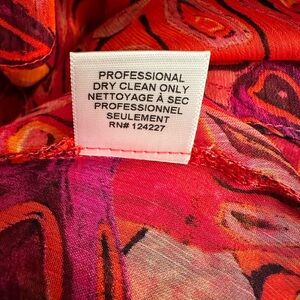 PROFESSIONAL
DRY CLEAN ONLY
NETTOYAGE À SEC
PROFESSIONNEL
SEULEMENT
RN# 124227